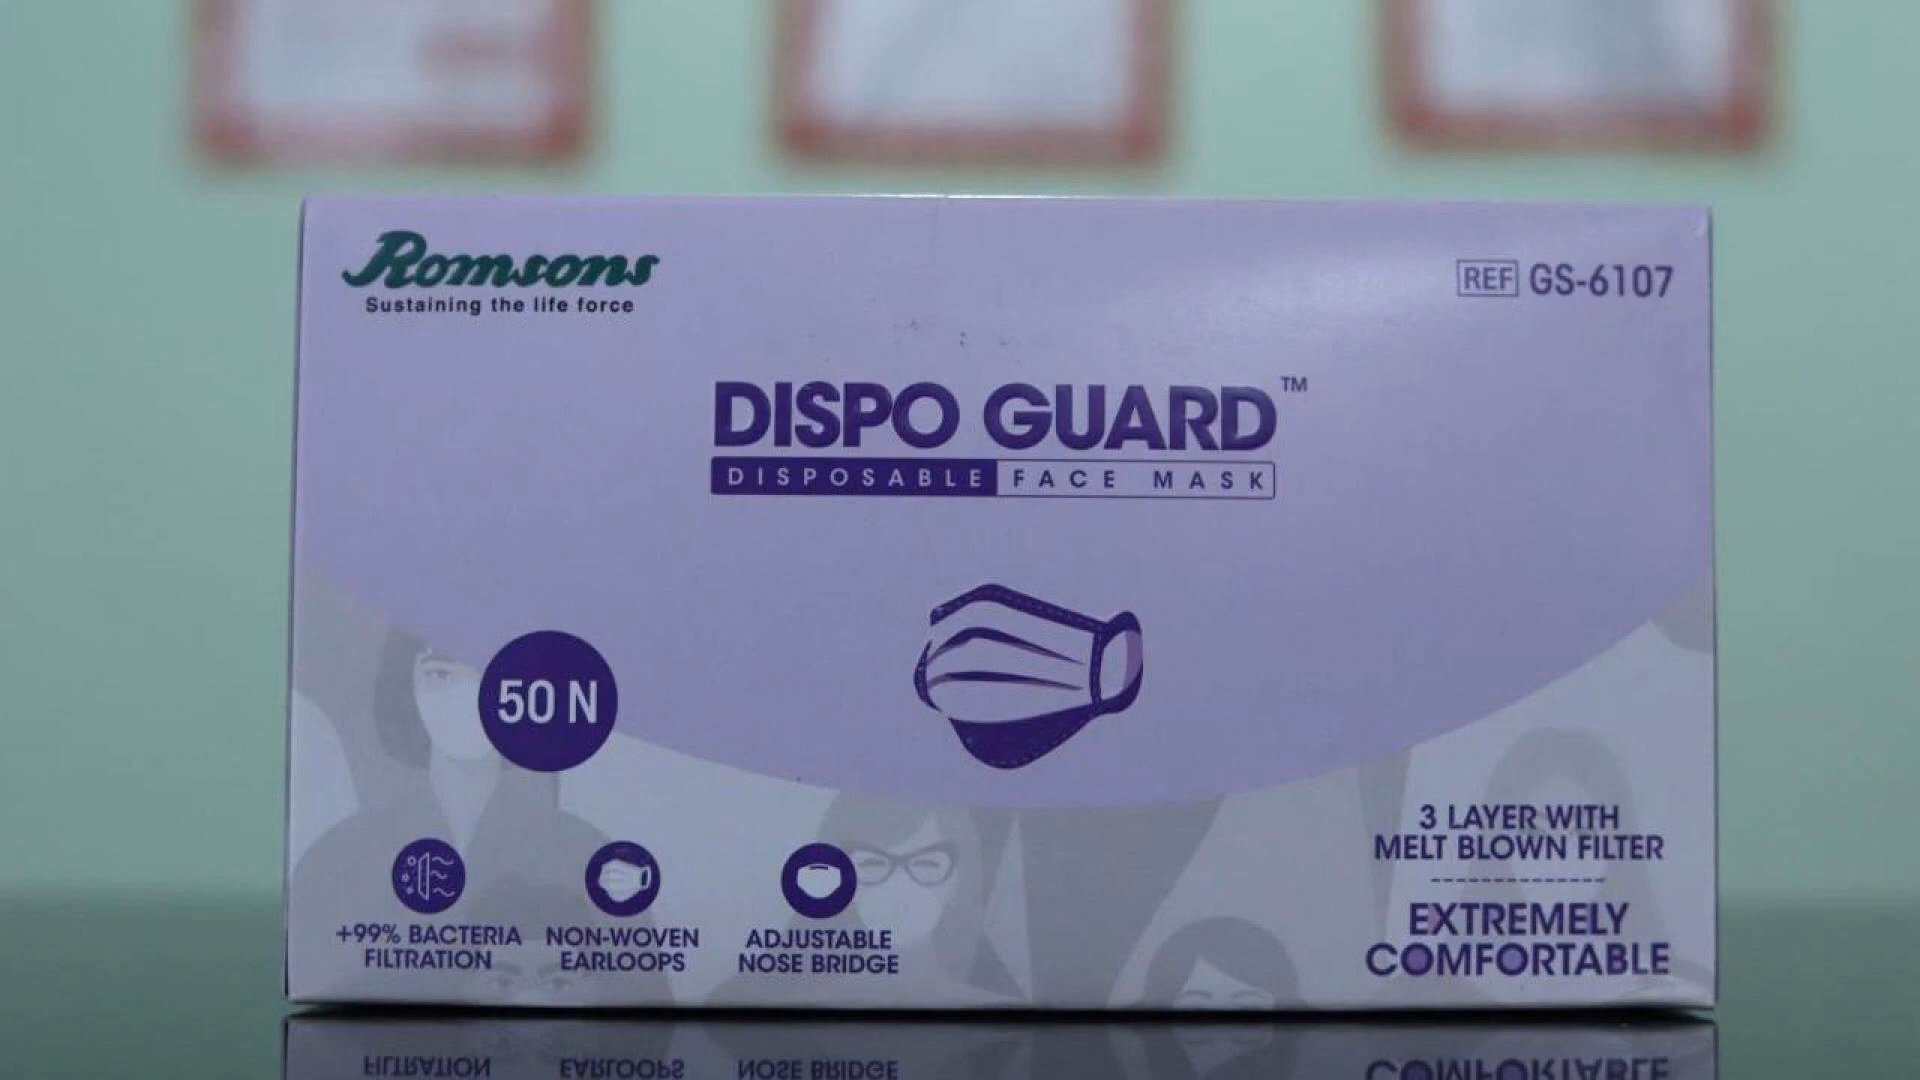 Romsons
Sustaining the life force
REF GS-6107
DISPO GUARD™
DISPOSABLE FACE MASK
50 N
+99% BACTERIA
FILTRATION
NON-WOVEN
EARLOOPS
ADJUSTABLE
NOSE BRIDGE
3 LAYER WITH
MELT BLOWN FILTER
EXTREMELY
COMFORTABLE